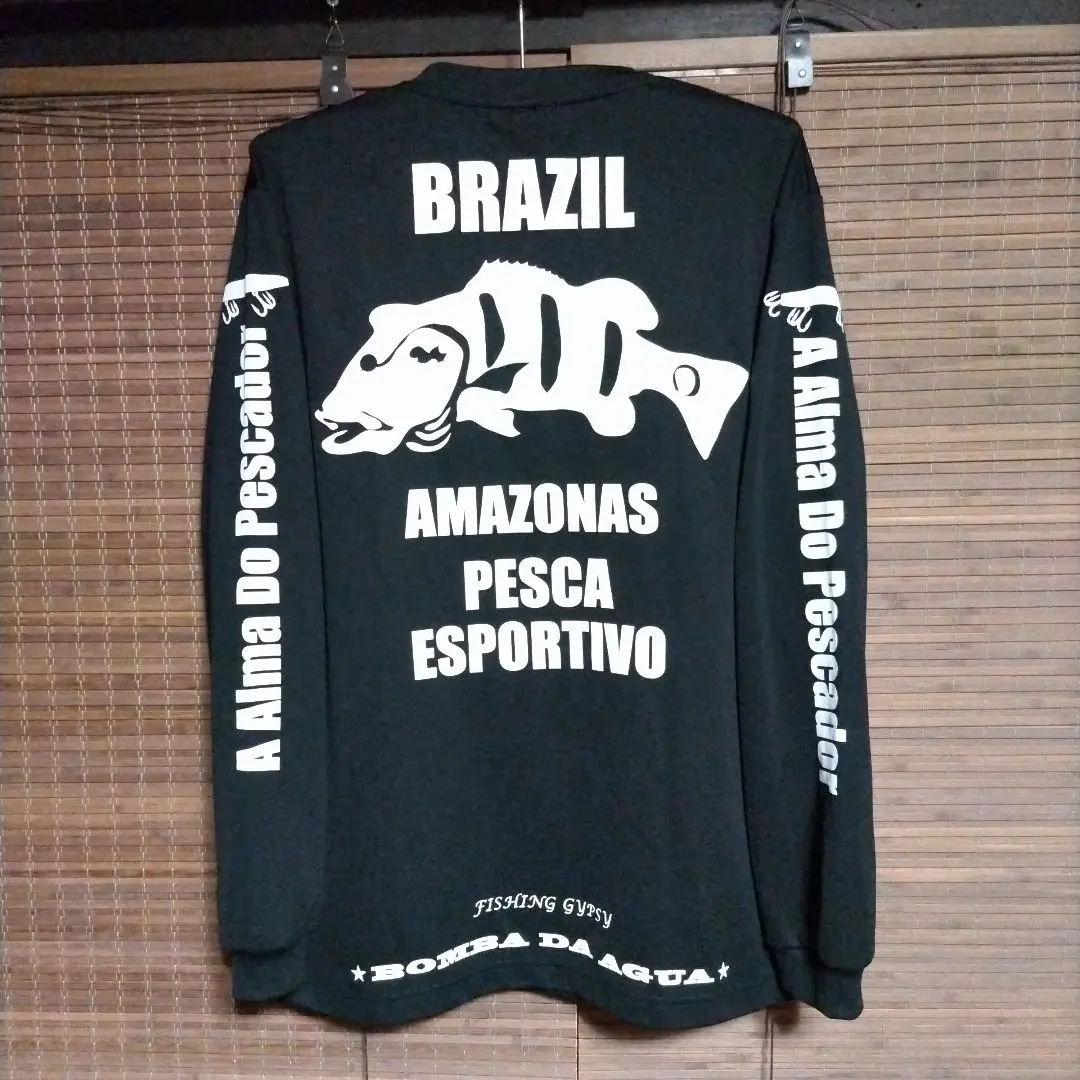 BRAZIL
AMAZONAS
PESCA
ESPORTIVO
A Alma Do Pescador
A Alma Do Pescador
FISHING GYPSY
★BOMBA DA AGUA★